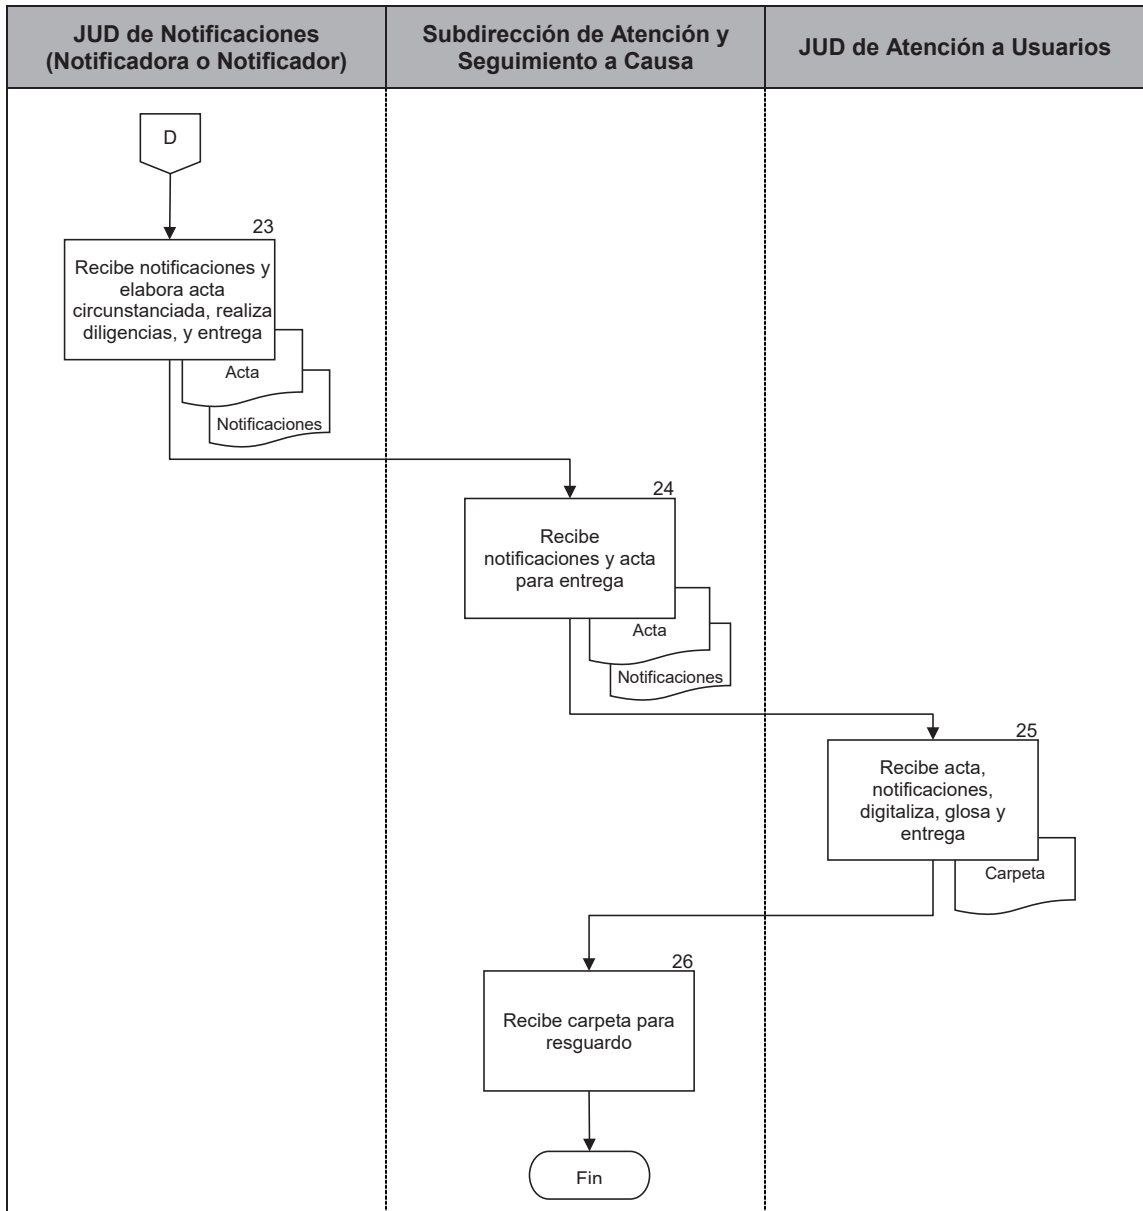 JUD de Notificaciones
(Notificadora o Notificador)
Subdirección de Atención y
Seguimiento a Causa
JUD de Atención a Usuarios
D
23
Recibe notificaciones y
elabora acta
circunstanciada, realiza
diligencias, y entrega
Acta
Notificaciones
24
Recibe
notificaciones y acta
para entrega
Acta
Notificaciones
25
Recibe acta,
notificaciones,
digitaliza, glosa y
entrega
Carpeta
26
Recibe carpeta para
resguardo
Fin